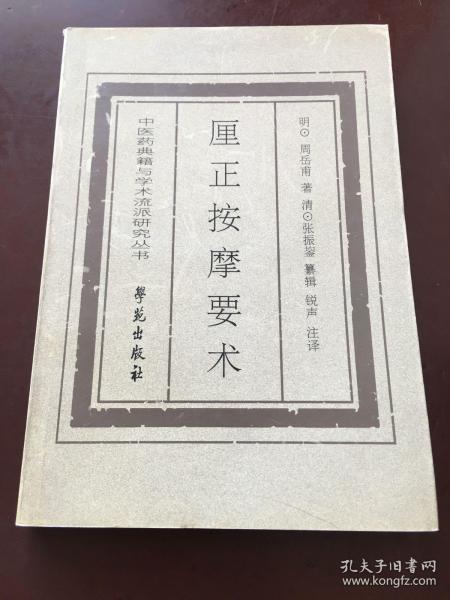 明⊙周岳甫 著 清⊙张振鋆 纂辑 锐声 注译
厘正按摩要术
中医药典籍与学术流派研究丛书
學苑出版社
孔夫子旧书网
www.kongfz.com